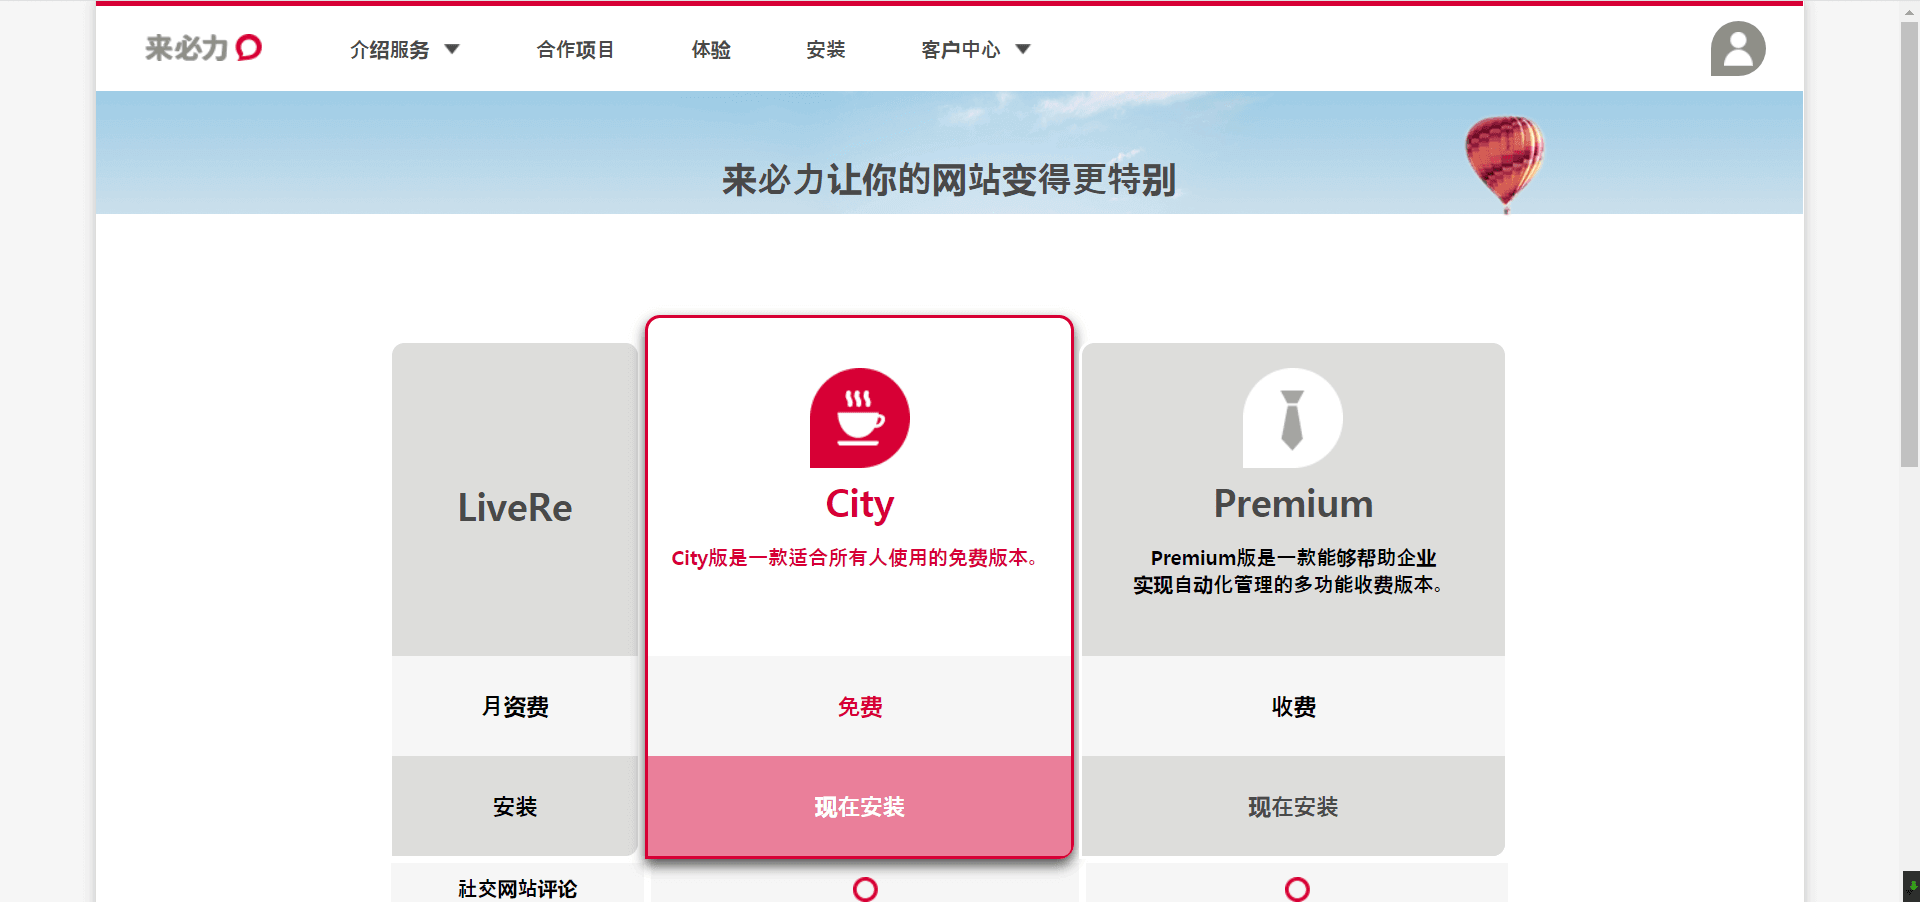 来必力
介绍服务
合作项目
体验
安装
客户中心
来必力让你的网站变得更特别
LiveRe
City
City版是一款适合所有人使用的免费版本。
Premium
Premium版是一款能够帮助企业
实现自动化管理的多功能收费版本。
月资费
免费
收费
安装
现在安装
现在安装
社交网站评论